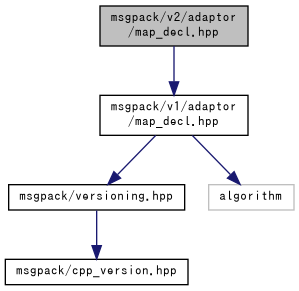 msgpack/v2/adaptor
/map_decl.hpp
msgpack/v1/adaptor
/map_decl.hpp
msgpack/versioning.hpp
algorithm
msgpack/cpp_version.hpp